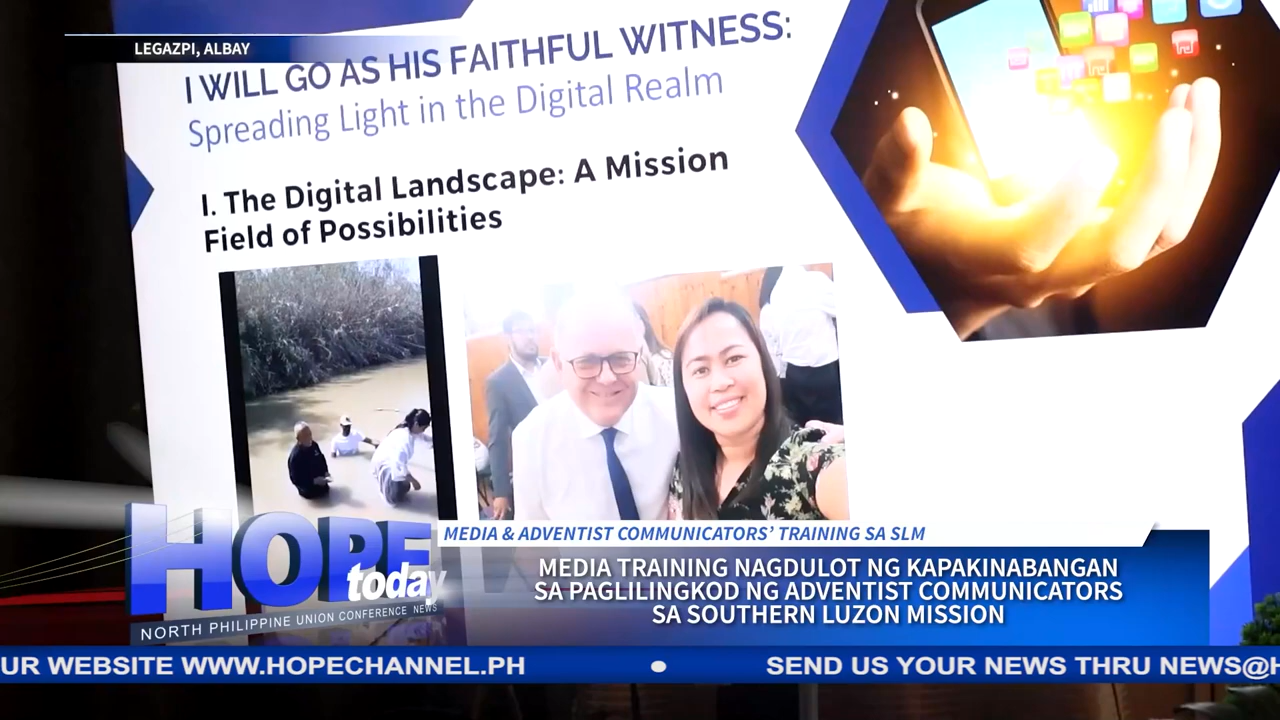 LEGAZPI, ALBAY
I WILL GO AS HIS FAITHFUL WITNESS:
Spreading Light in the Digital Realm
I. The Digital Landscape: A Mission
Field of Possibilities
HOPE
today
NORTH PHILIPPINE UNION CONFERENCE NEWS
MEDIA & ADVENTIST COMMUNICATORS' TRAINING SA SLM
MEDIA TRAINING NAGDULOT NG KAPAKINABANGAN
SA PAGLILINGKOD NG ADVENTIST COMMUNICATORS
SA SOUTHERN LUZON MISSION
UR WEBSITE WWW.HOPECHANNEL.PH • SEND US YOUR NEWS THRU NEWS@H